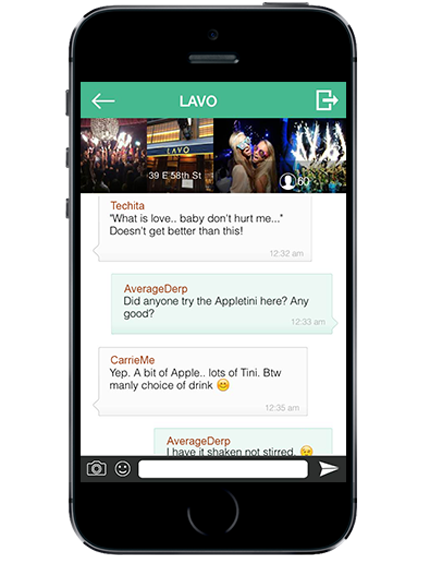 LAVO
LAVO
39 E 58th St
60
Techita
"What is love.. baby don't hurt me..."
Doesn't get better than this!
12:32 am
AverageDerp
Did anyone try the Appletini here? Any
good?
12:33 am
CarrieMe
Yep. A bit of Apple.. lots of Tini. Btw
manly choice of drink 😊
12:35 am
AverageDerp
I have it shaken not stirred. 😉